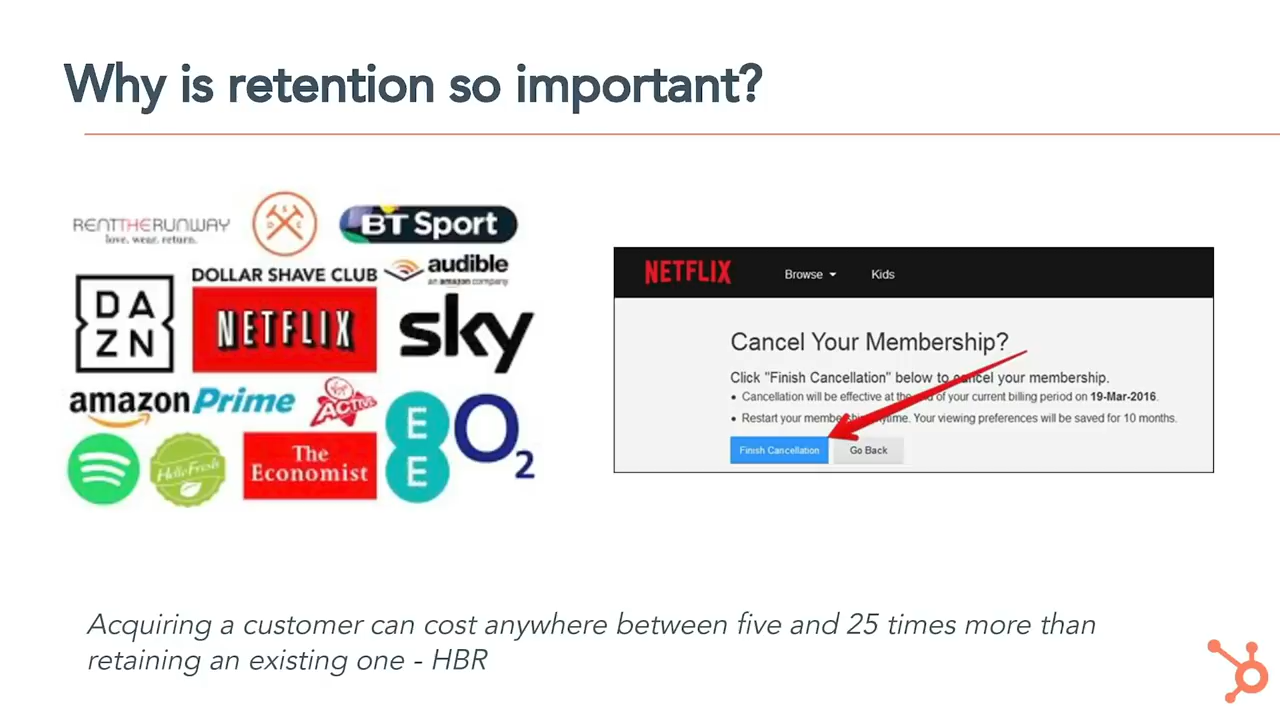 Why is retention so important?
RENTTHERUNWAY
love. wear. return.
D S C
BT Sport
DOLLAR SHAVE CLUB
audible
an amazon company
DAZN
NETFLIX
sky
amazonPrime
Virgin
ACTIVE
HelloFresh
The
Economist
EE
O2
NETFLIX
Browse
Kids
Cancel Your Membership?
Click "Finish Cancellation" below to cancel your membership.
Cancellation will be effective at the end of your current billing period on 19-Mar-2016.
Restart your membership anytime. Your viewing preferences will be saved for 10 months.
Finish Cancellation
Go Back
Acquiring a customer can cost anywhere between five and 25 times more than
retaining an existing one - HBR